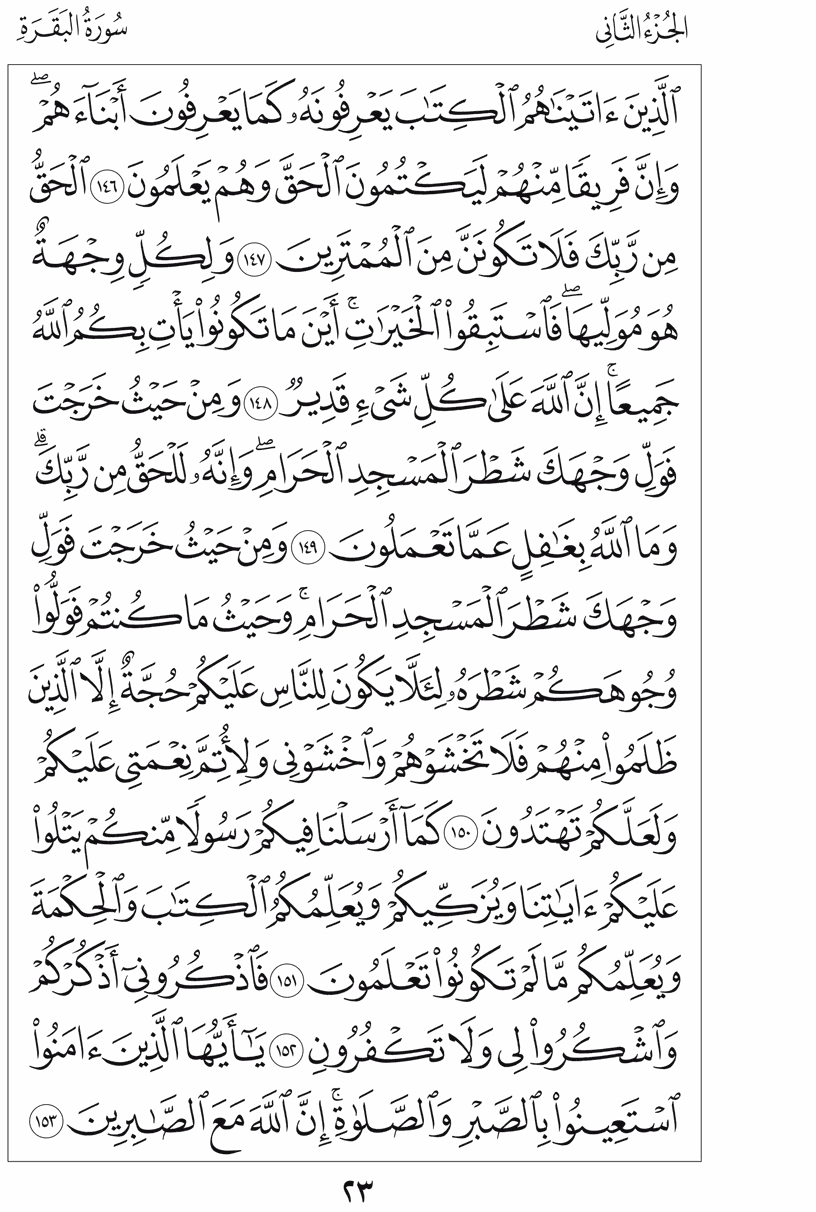 الجُزْءُ الثَّانِى
سُورَةُ البَقَرَةِ
ٱلَّذِينَ ءَاتَيْنَٰهُمُ ٱلْكِتَٰبَ يَعْرِفُونَهُۥ كَمَا يَعْرِفُونَ أَبْنَآءَهُمْ ۖ
وَإِنَّ فَرِيقًا مِّنْهُمْ لَيَكْتُمُونَ ٱلْحَقَّ وَهُمْ يَعْلَمُونَ ١٤٦ ٱلْحَقُّ
مِن رَّبِّكَ فَلَا تَكُونَنَّ مِنَ ٱلْمُمْتَرِينَ ١٤٧ وَلِكُلٍّ وِجْهَةٌ
هُوَ مُوَلِّيهَا ۖ فَٱسْتَبِقُوا۟ ٱلْخَيْرَٰتِ ۚ أَيْنَ مَا تَكُونُوا۟ يَأْتِ بِكُمُ ٱللَّهُ
جَمِيعًا ۚ إِنَّ ٱللَّهَ عَلَىٰ كُلِّ شَىْءٍ قَدِيرٌ ١٤٨ وَمِنْ حَيْثُ خَرَجْتَ
فَوَلِّ وَجْهَكَ شَطْرَ ٱلْمَسْجِدِ ٱلْحَرَامِ ۖ وَإِنَّهُۥ لَلْحَقُّ مِن رَّبِّكَ ۗ
وَمَا ٱللَّهُ بِغَٰفِلٍ عَمَّا تَعْمَلُونَ ١٤٩ وَمِنْ حَيْثُ خَرَجْتَ فَوَلِّ
وَجْهَكَ شَطْرَ ٱلْمَسْجِدِ ٱلْحَرَامِ ۚ وَحَيْثُ مَا كُنتُمْ فَوَلُّوا۟
وُجُوهَكُمْ شَطْرَهُۥ لِئَلَّا يَكُونَ لِلنَّاسِ عَلَيْكُمْ حُجَّةٌ إِلَّا ٱلَّذِينَ
ظَلَمُوا۟ مِنْهُمْ فَلَا تَخْشَوْهُمْ وَٱخْشَوْنِى وَلِأُتِمَّ نِعْمَتِى عَلَيْكُمْ
وَلَعَلَّكُمْ تَهْتَدُونَ ١٥٠ كَمَآ أَرْسَلْنَا فِيكُمْ رَسُولًا مِّنكُمْ يَتْلُوا۟
عَلَيْكُمْ ءَايَٰتِنَا وَيُزَكِّيكُمْ وَيُعَلِّمُكُمُ ٱلْكِتَٰبَ وَٱلْحِكْمَةَ
وَيُعَلِّمُكُم مَّا لَمْ تَكُونُوا۟ تَعْلَمُونَ ١٥١ فَٱذْكُرُونِىٓ أَذْكُرْكُمْ
وَٱشْكُرُوا۟ لِى وَلَا تَكْفُرُونِ ١٥٢ يَٰٓأَيُّهَا ٱلَّذِينَ ءَامَنُوا۟
ٱسْتَعِينُوا۟ بِٱلصَّبْرِ وَٱلصَّلَوٰةِ ۚ إِنَّ ٱللَّهَ مَعَ ٱلصَّٰبِرِينَ ١٥٣
٢٣